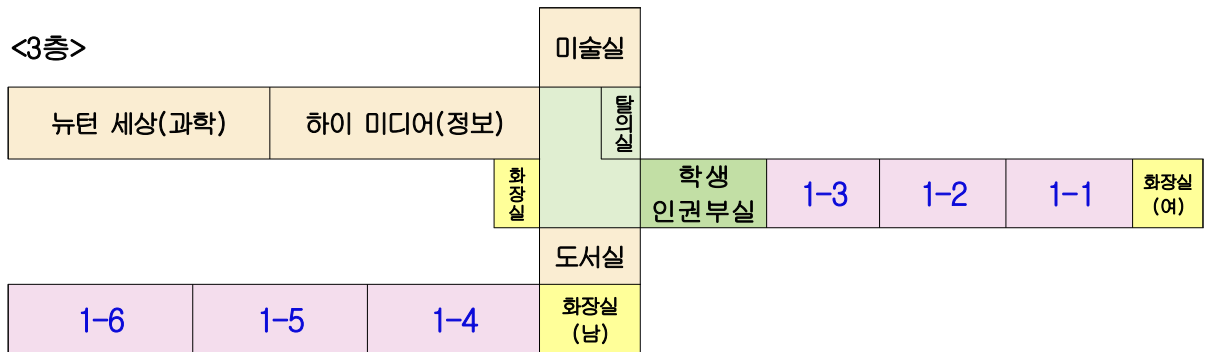 <3층>
미술실
뉴턴 세상(과학)
하이 미디어(정보)
탈의실
화장실
학생
인권부실
1-3
1-2
1-1
화장실
(여)
도서실
1-6
1-5
1-4
화장실
(남)